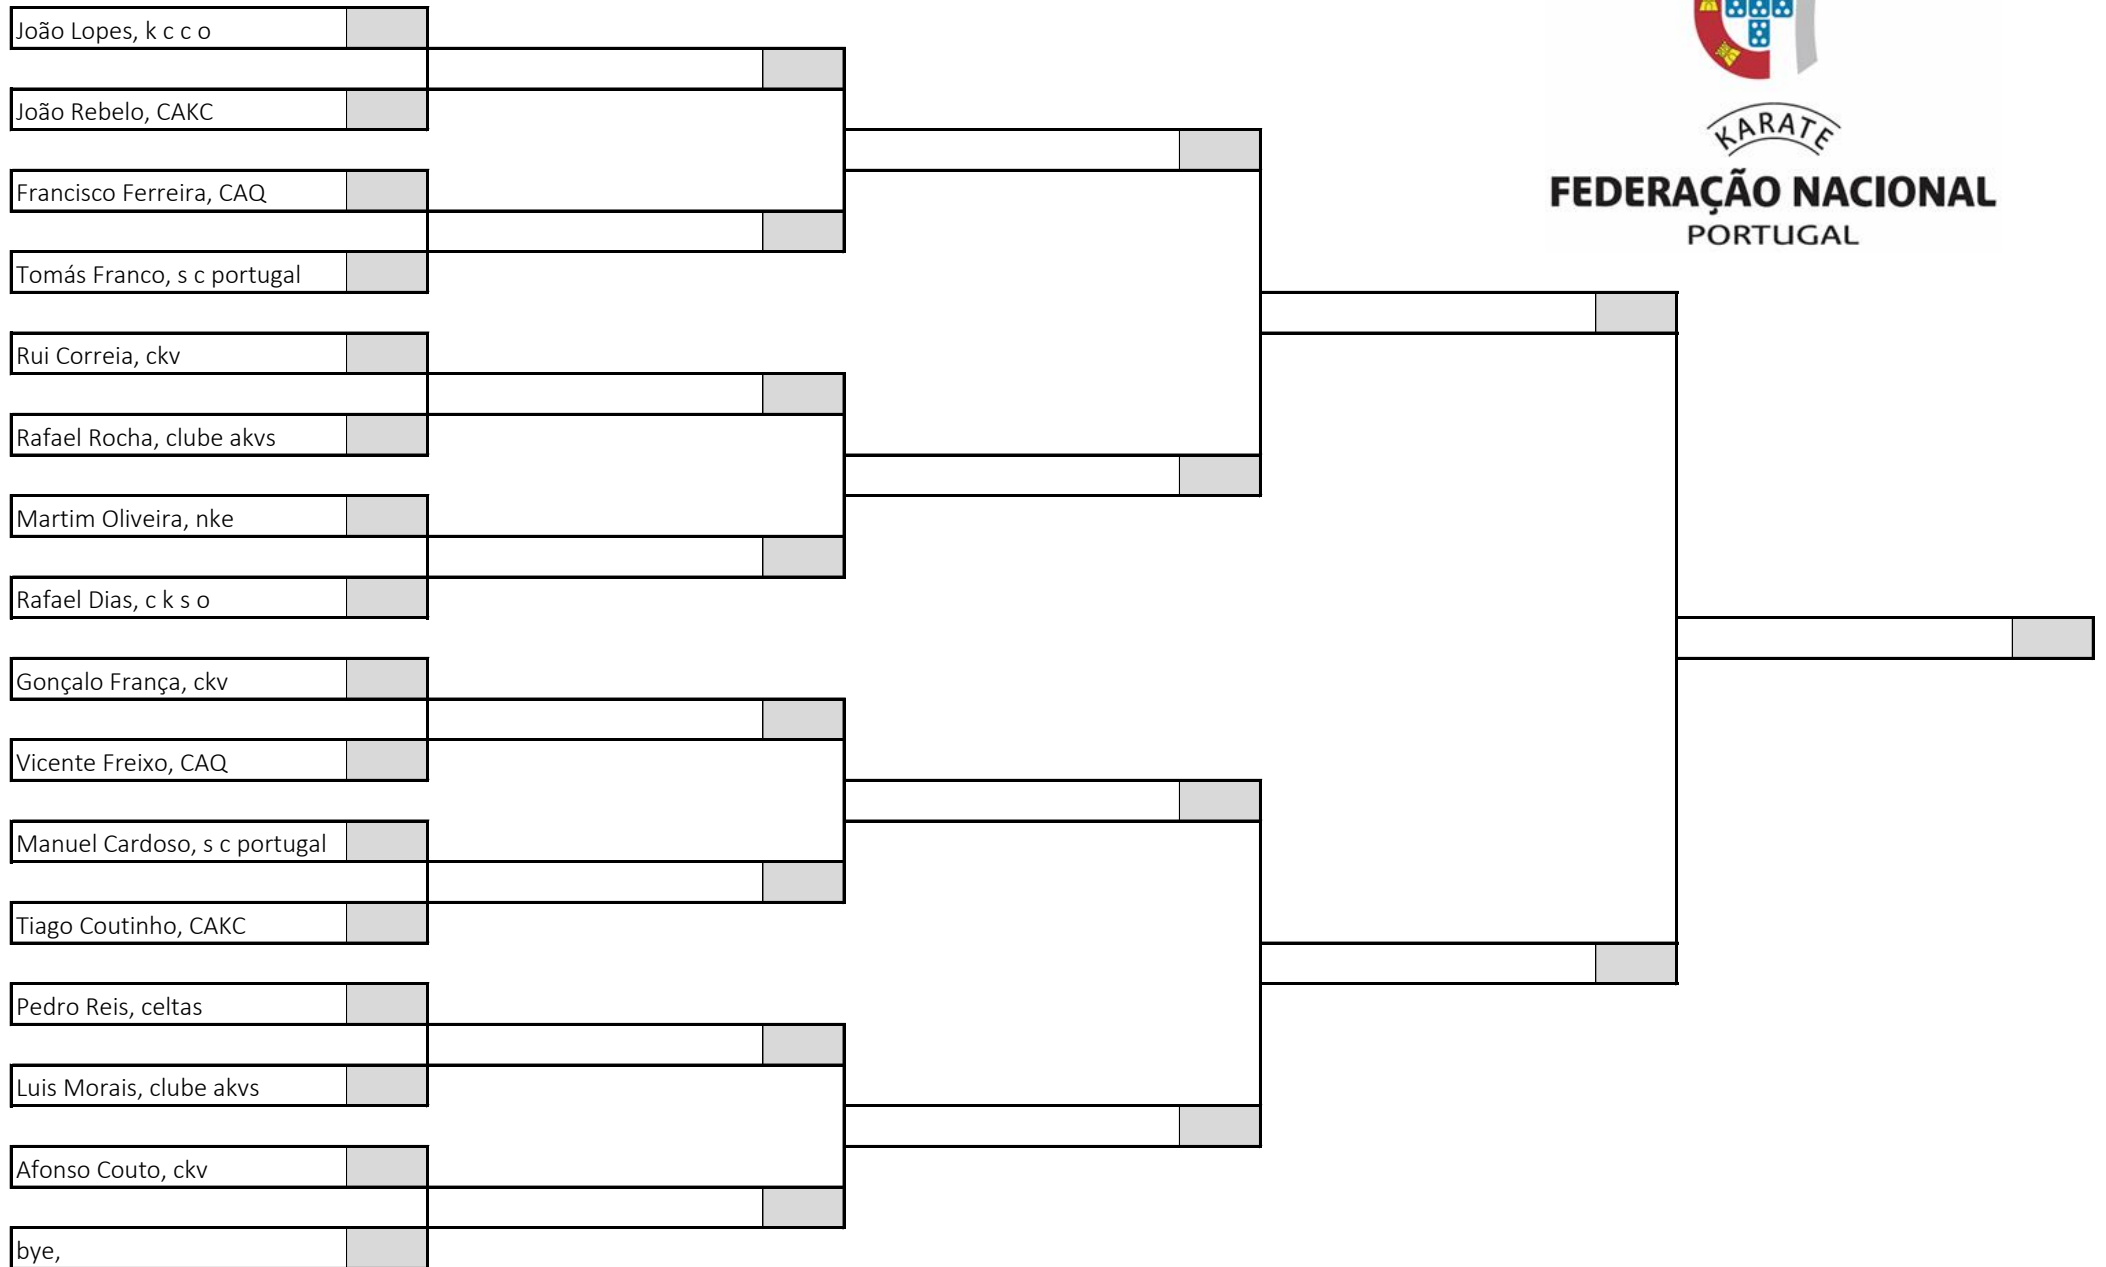 João Lopes, k c c o
João Rebelo, CAKC
Francisco Ferreira, CAQ
Tomás Franco, s c portugal
Rui Correia, ckv
Rafael Rocha, clube akvs
Martim Oliveira, nke
Rafael Dias, c k s o
Gonçalo França, ckv
Vicente Freixo, CAQ
Manuel Cardoso, s c portugal
Tiago Coutinho, CAKC
Pedro Reis, celtas
Luis Morais, clube akvs
Afonso Couto, ckv
bye,
KARATE
FEDERAÇÃO NACIONAL
PORTUGAL